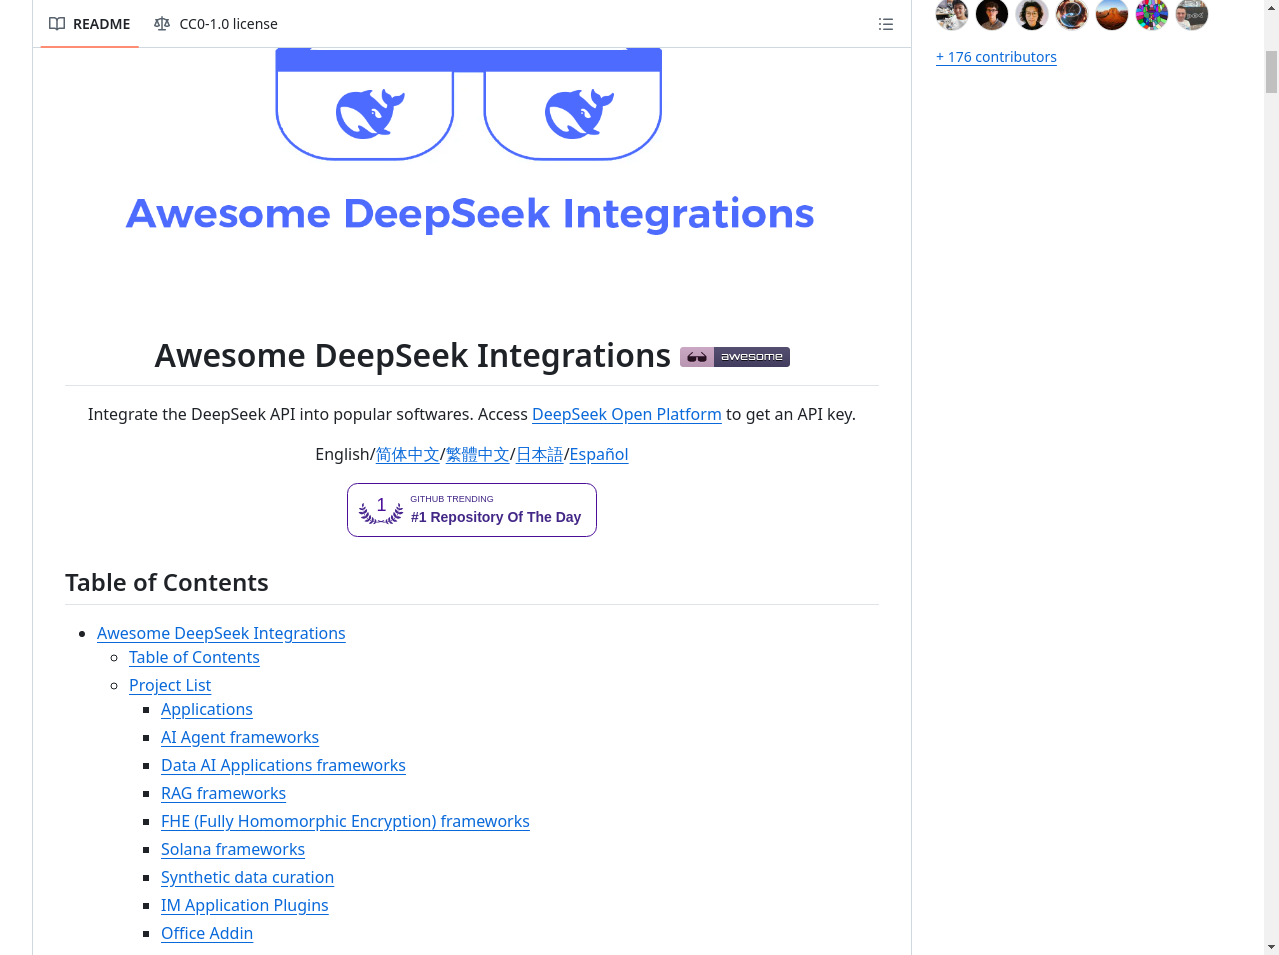 README CC0-1.0 license
+ 176 contributors
Awesome DeepSeek Integrations
Awesome DeepSeek Integrations awesome
Integrate the DeepSeek API into popular softwares. Access DeepSeek Open Platform to get an API key.
English/简体中文/繁體中文/日本語/Español
1 GITHUB TRENDING
#1 Repository Of The Day
Table of Contents
Awesome DeepSeek Integrations
Table of Contents
Project List
Applications
AI Agent frameworks
Data AI Applications frameworks
RAG frameworks
FHE (Fully Homomorphic Encryption) frameworks
Solana frameworks
Synthetic data curation
IM Application Plugins
Office Addin